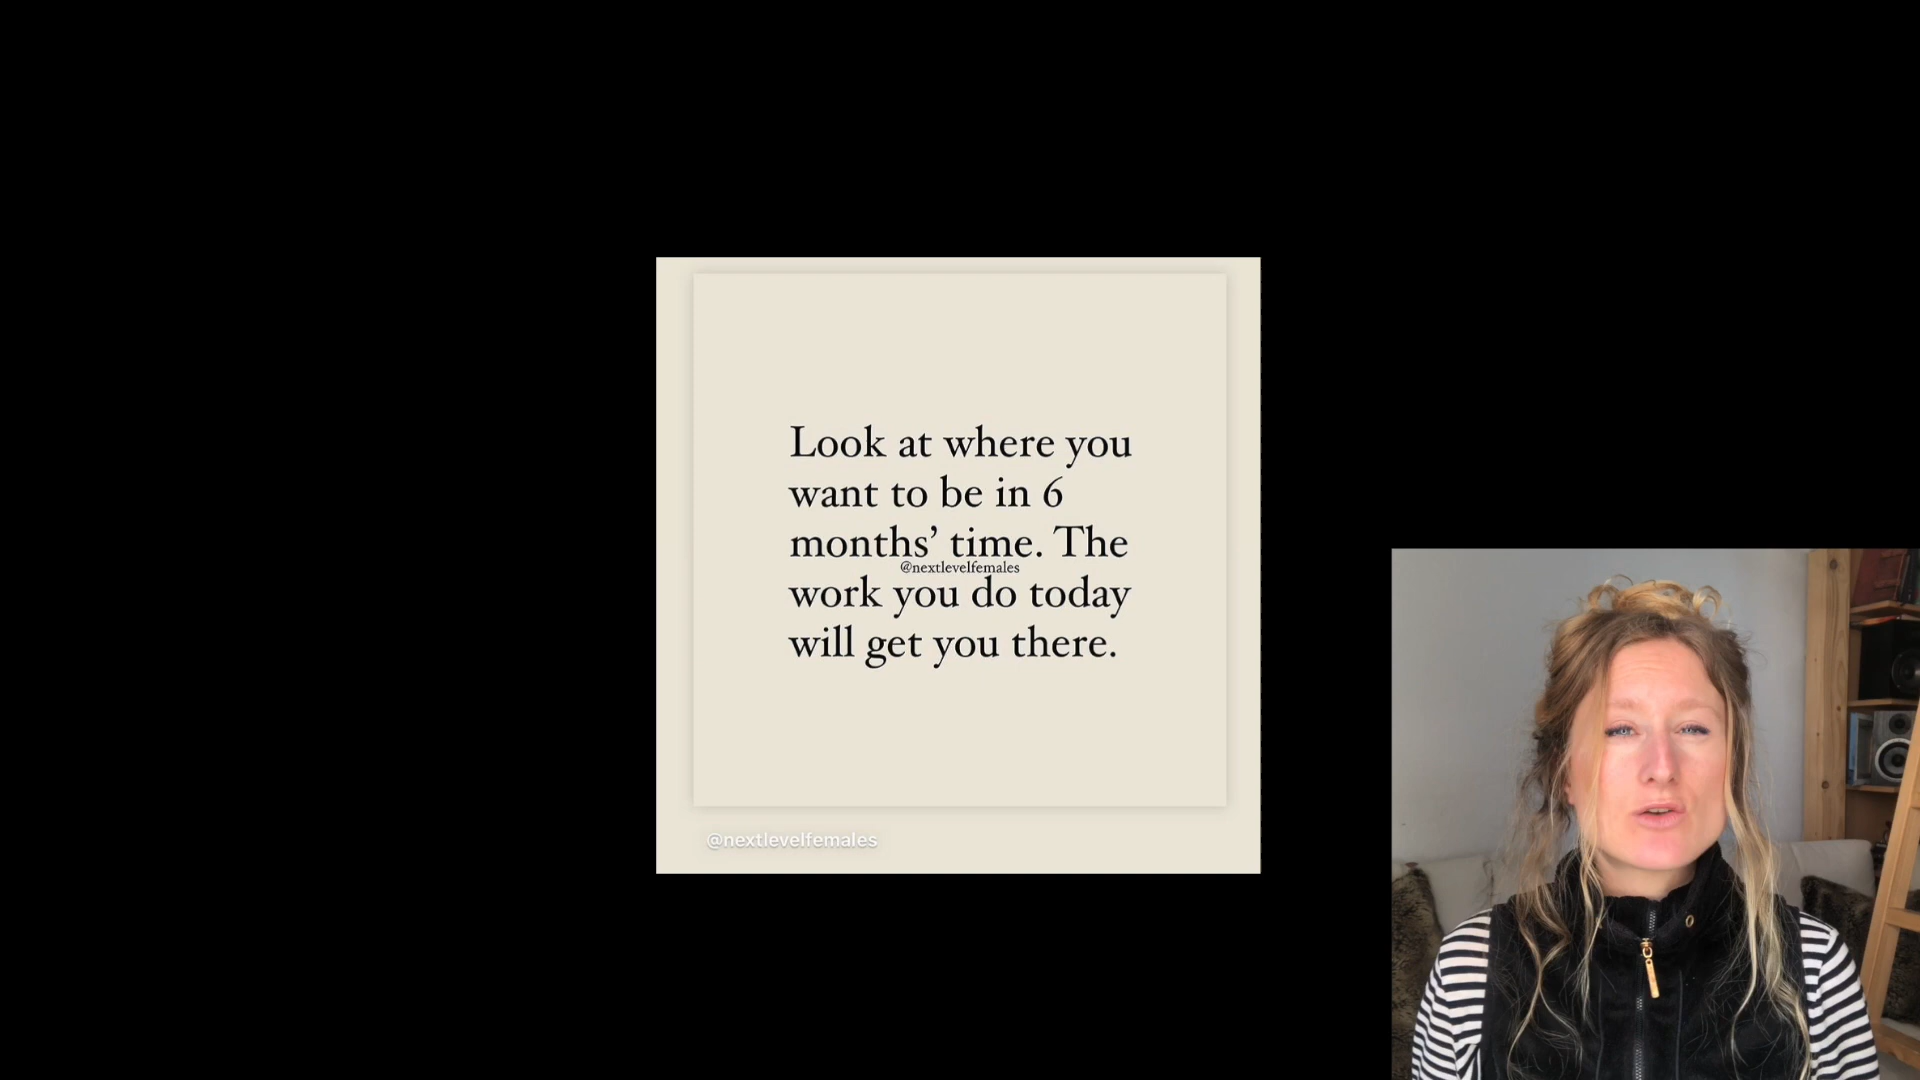 Look at where you
want to be in 6
months’ time. The
@nextlevelfemales
work you do today
will get you there.
@nextlevelfemales